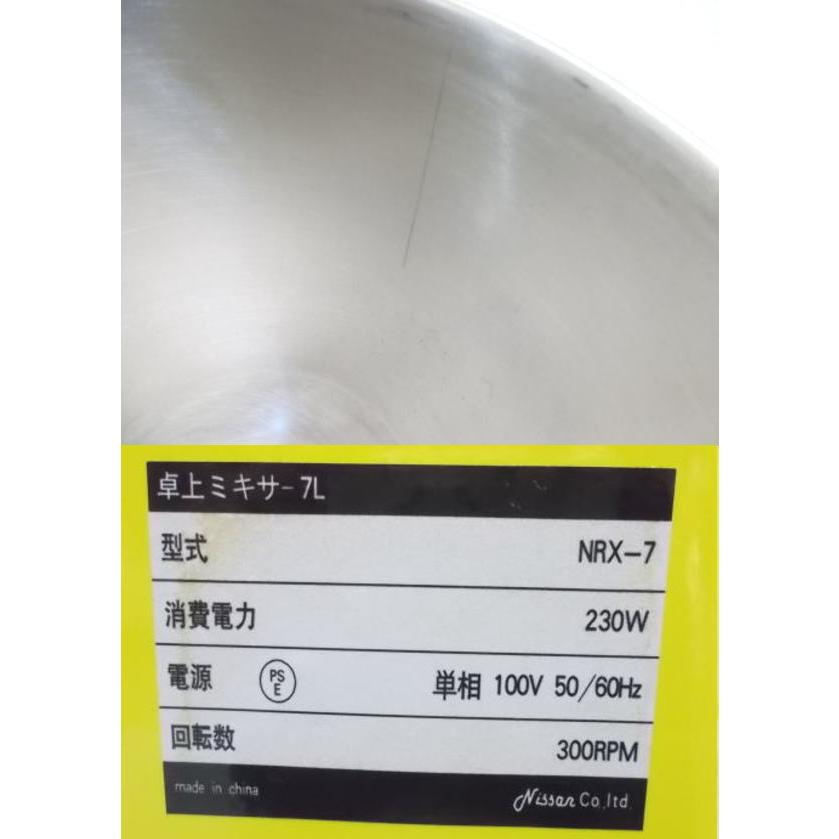 卓上ミキサー7L
型式 NRX-7
消費電力 230W
電源 PSE 単相 100V 50/60Hz
回転数 300RPM
made in china Nissan Co.,ltd.